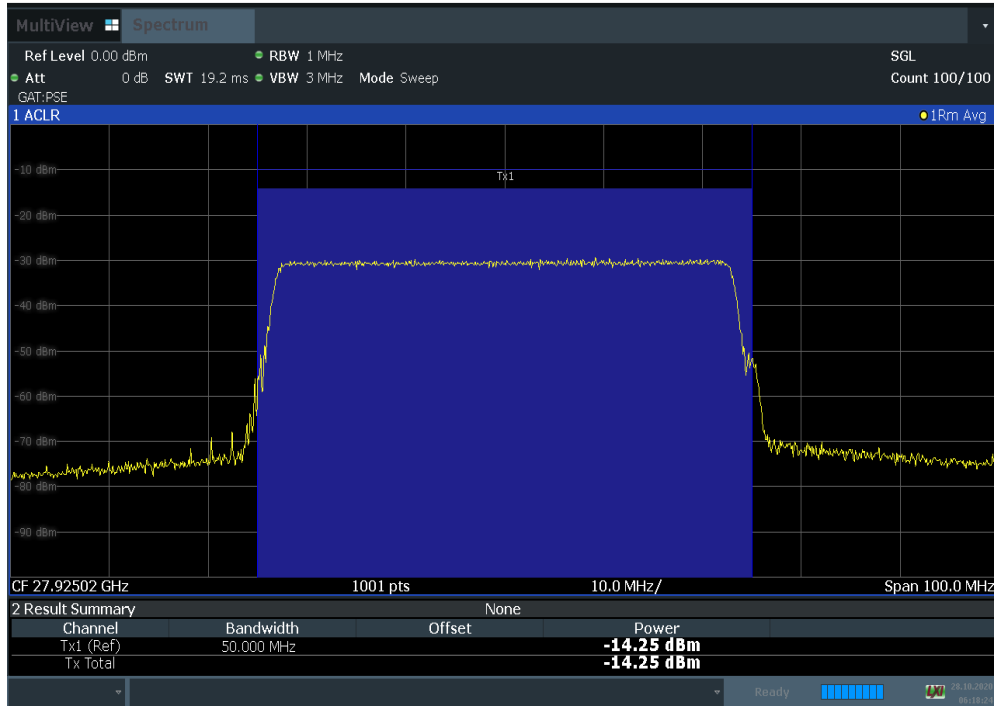 MultiView Spectrum
Ref Level 0.00 dBm RBW 1 MHz SGL
Att 0 dB SWT 19.2 ms VBW 3 MHz Mode Sweep Count 100/100
GAT:PSE
1 ACLR 1Rm Avg
-10 dBm
Tx1
-20 dBm
-30 dBm
-40 dBm
-50 dBm
-60 dBm
-70 dBm
-80 dBm
-90 dBm
CF 27.92502 GHz 1001 pts 10.0 MHz/ Span 100.0 MHz
2 Result Summary None
Channel Bandwidth Offset Power
Tx1 (Ref) 50.000 MHz -14.25 dBm
Tx Total -14.25 dBm
Ready LXI 28.10.2020
06:18:24